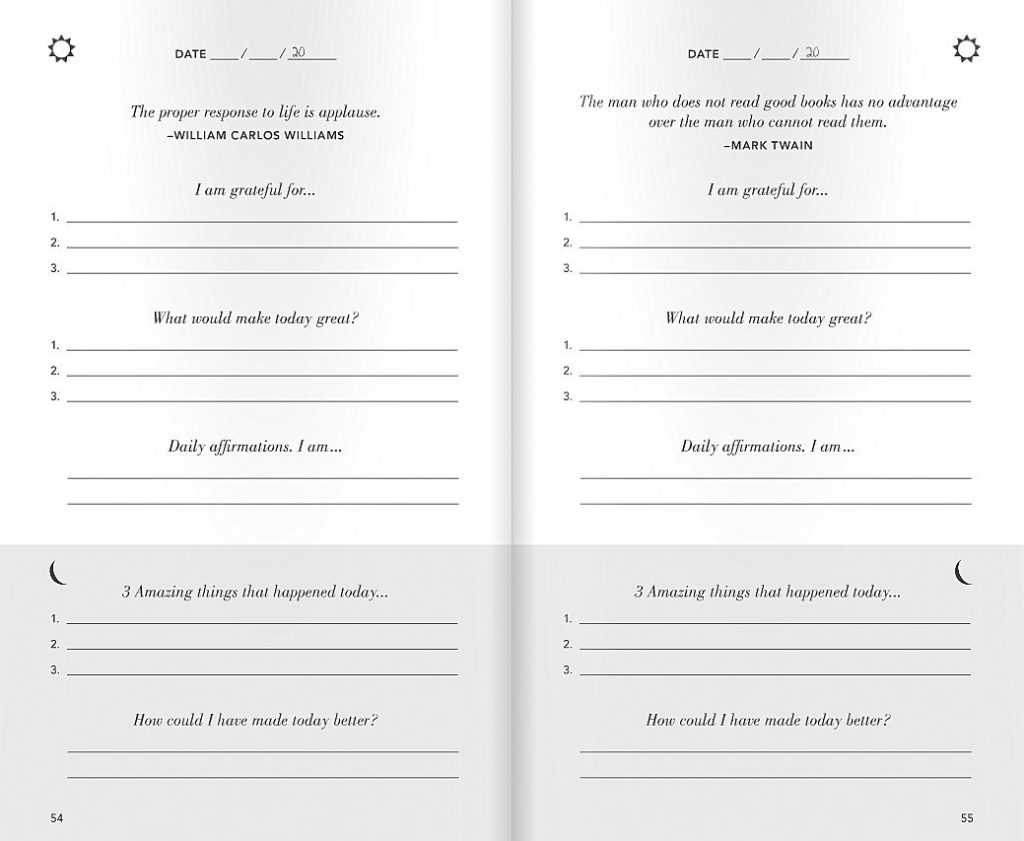 DATE ___ / ___ / 20
The proper response to life is applause.
–WILLIAM CARLOS WILLIAMS
I am grateful for...
1.
2.
3.
What would make today great?
1.
2.
3.
Daily affirmations. I am...
3 Amazing things that happened today...
1.
2.
3.
How could I have made today better?
54
DATE ___ / ___ / 20
The man who does not read good books has no advantage
over the man who cannot read them.
–MARK TWAIN
I am grateful for...
1.
2.
3.
What would make today great?
1.
2.
3.
Daily affirmations. I am...
3 Amazing things that happened today...
1.
2.
3.
How could I have made today better?
55